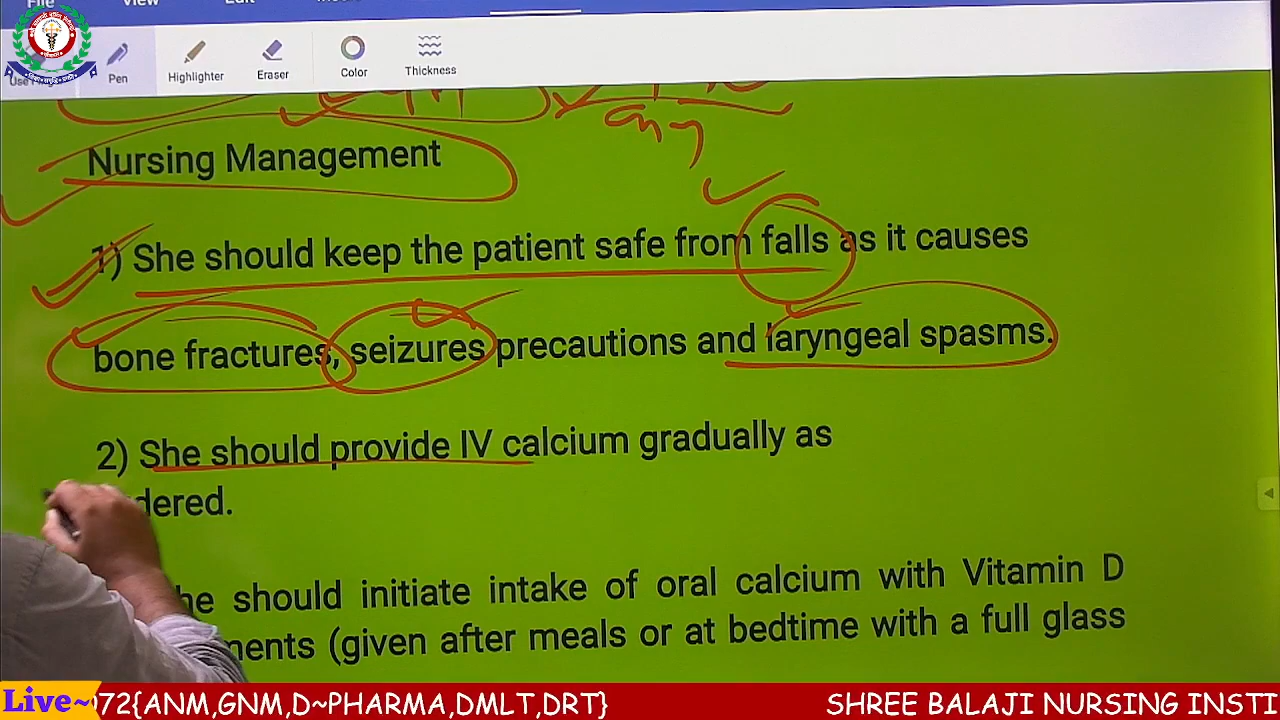 View
Pen
Highlighter
Eraser
Color
Thickness
Nursing Management
1) She should keep the patient safe from falls as it causes
bone fractures, seizures precautions and laryngeal spasms.
2) She should provide IV calcium gradually as
dered.
he should initiate intake of oral calcium with Vitamin D
ments (given after meals or at bedtime with a full glass
Live~ 072{ANM,GNM,D~PHARMA,DMLT,DRT} SHREE BALAJI NURSING INSTI